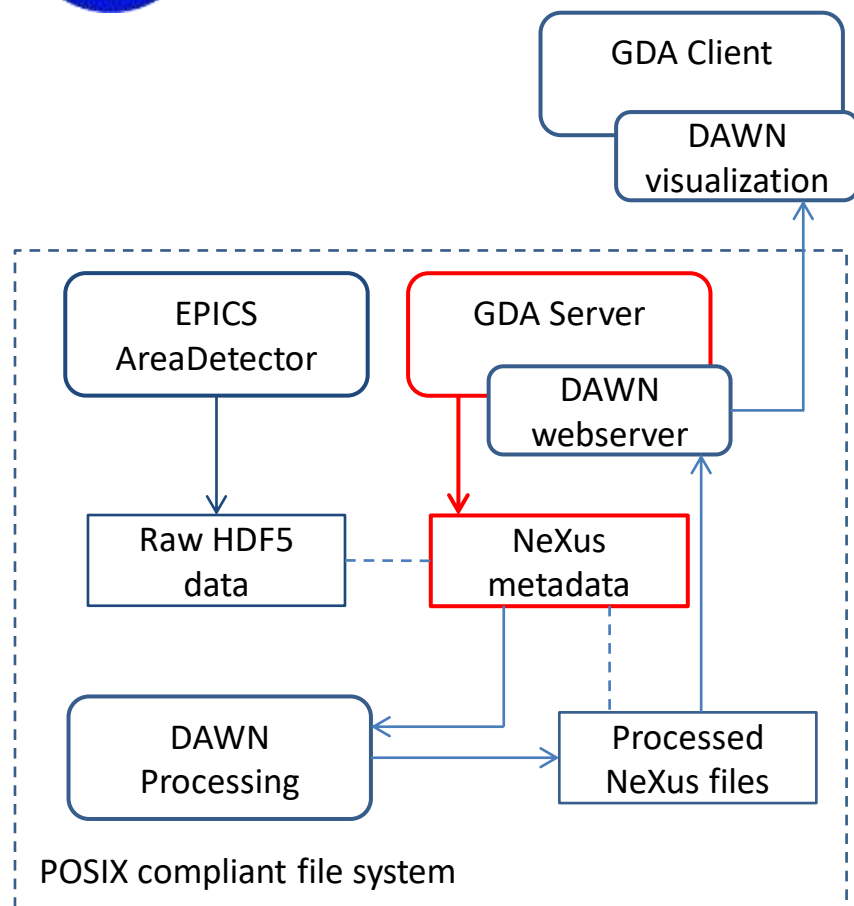 GDA Client
DAWN
visualization
EPICS
AreaDetector
GDA Server
DAWN
webserver
Raw HDF5
data
NeXus
metadata
DAWN
Processing
Processed
NeXus files
POSIX compliant file system